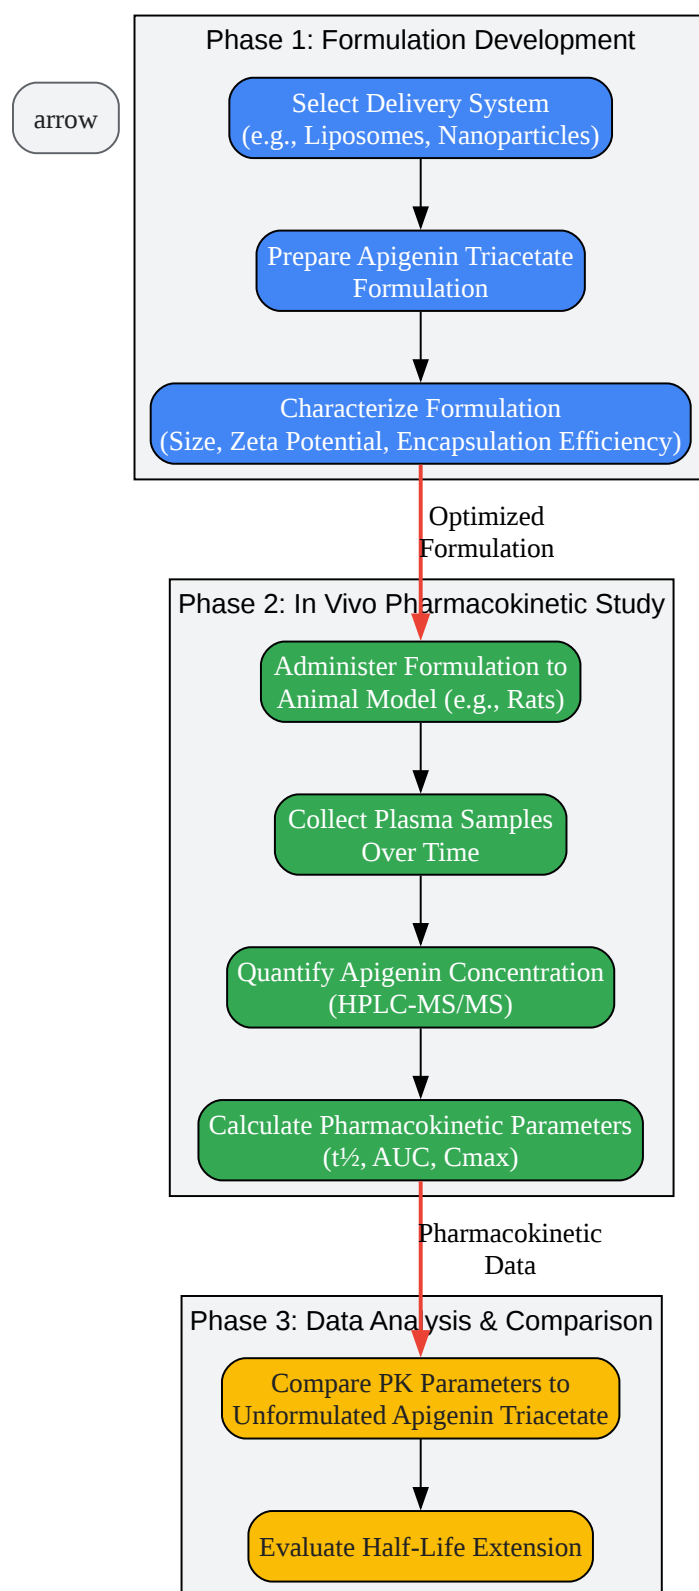 Phase 1: Formulation Development
arrow
Select Delivery System
(e.g., Liposomes, Nanoparticles)
Prepare Apigenin Triacetate
Formulation
Characterize Formulation
(Size, Zeta Potential, Encapsulation Efficiency)
Optimized
Formulation
Phase 2: In Vivo Pharmacokinetic Study
Administer Formulation to
Animal Model (e.g., Rats)
Collect Plasma Samples
Over Time
Quantify Apigenin Concentration
(HPLC-MS/MS)
Calculate Pharmacokinetic Parameters
(t½, AUC, Cmax)
Pharmacokinetic
Data
Phase 3: Data Analysis & Comparison
Compare PK Parameters to
Unformulated Apigenin Triacetate
Evaluate Half-Life Extension